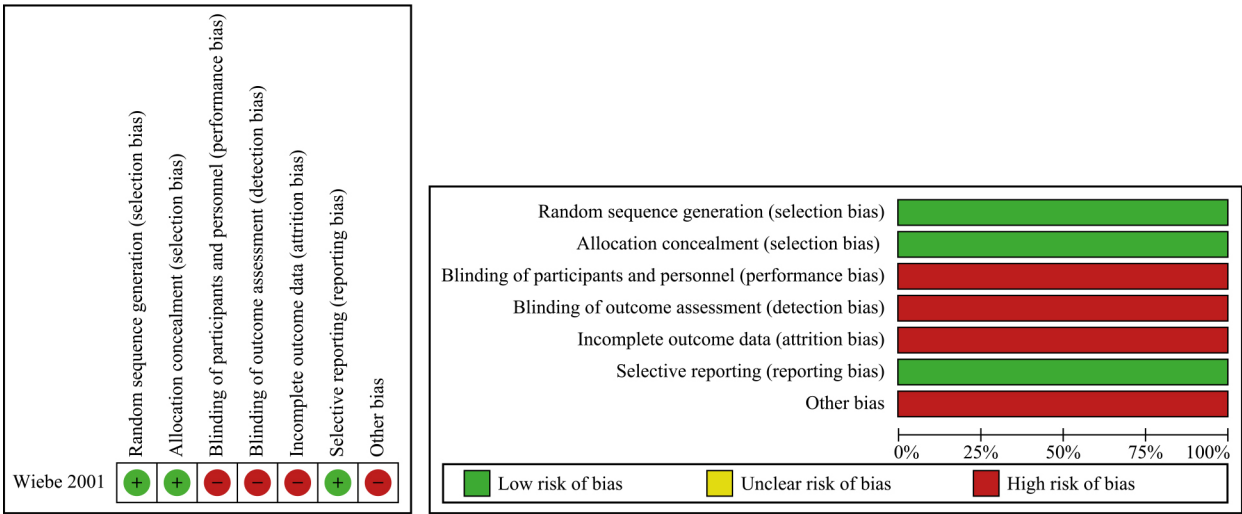 Random sequence generation (selection bias)
Allocation concealment (selection bias)
Blinding of participants and personnel (performance bias)
Blinding of outcome assessment (detection bias)
Incomplete outcome data (attrition bias)
Selective reporting (reporting bias)
Other bias
Wiebe 2001 + + − − − + −
Random sequence generation (selection bias)
Allocation concealment (selection bias)
Blinding of participants and personnel (performance bias)
Blinding of outcome assessment (detection bias)
Incomplete outcome data (attrition bias)
Selective reporting (reporting bias)
Other bias
0% 25% 50% 75% 100%
Low risk of bias Unclear risk of bias High risk of bias